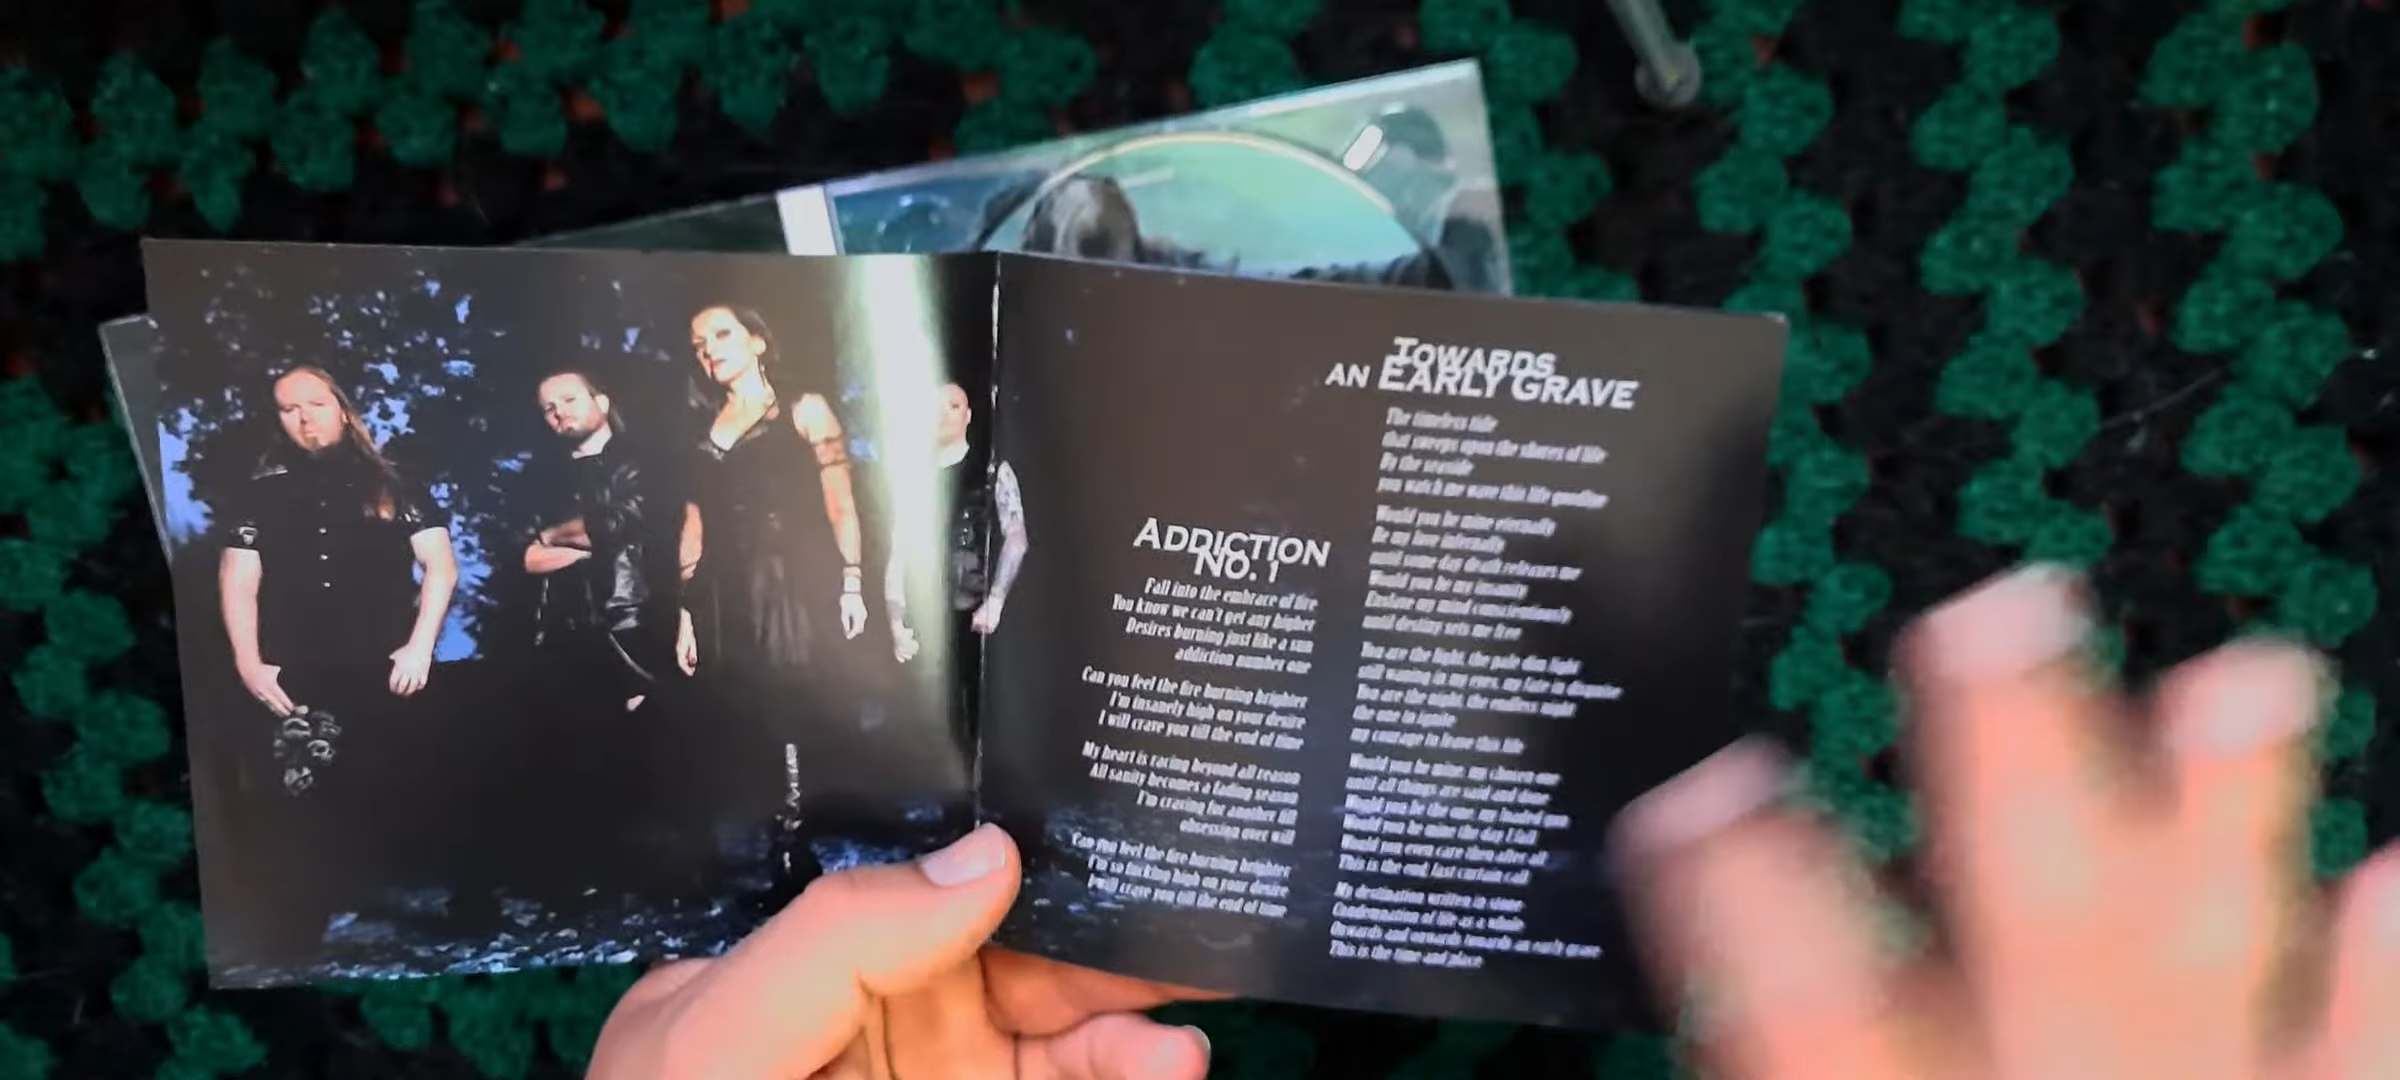 ADDICTION
NO. 1
Fall into the embrace of fire
You know we can't get any higher
Desires burning just like a sun
addiction number one
Can you feel the fire burning brighter
I'm insanely high on your desire
I will crave you till the end of time
My heart is racing beyond all reason
All sanity becomes a fading season
I'm craving for another fill
obsession over will
Can you feel the fire burning brighter
I'm so fucking high on your desire
I will crave you till the end of time
TOWARDS
AN EARLY GRAVE
The timeless tide
that sweeps upon the shores of life
By the seaside
you watch me wave this life goodbye
Would you be mine eternally
Be my love infernally
until some day death releases me
Would you be my insanity
Enslave my mind conscientiously
until destiny sets me free
You are the light, the pale dim light
still waning in my eyes, my fate in disguise
You are the night, the endless night
the one to ignite
my courage to leave this life
Would you be mine, my chosen one
until all things are said and done
Would you be the one, my loaded gun
Would you be mine the day I fall
Would you even care then after all
This is the end, last curtain call
My destination written in stone
Condemnation of life as a whole
Onwards and onwards towards an early grave
This is the time and place